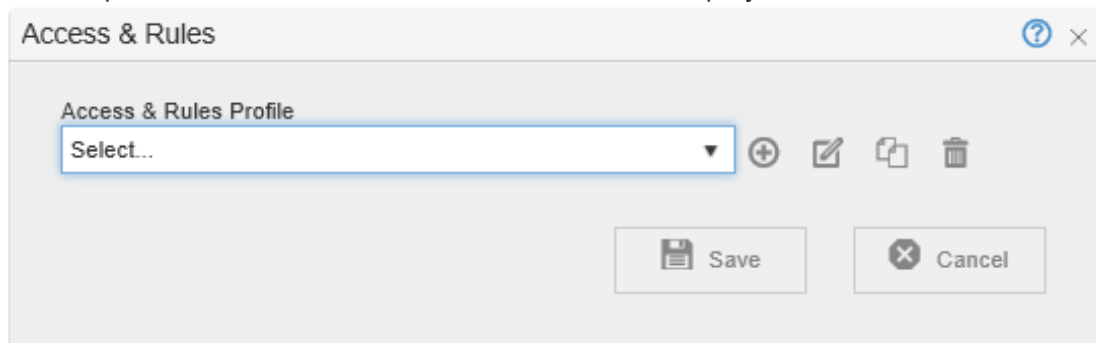 Access & Rules
Access & Rules Profile
Select...
Save
Cancel